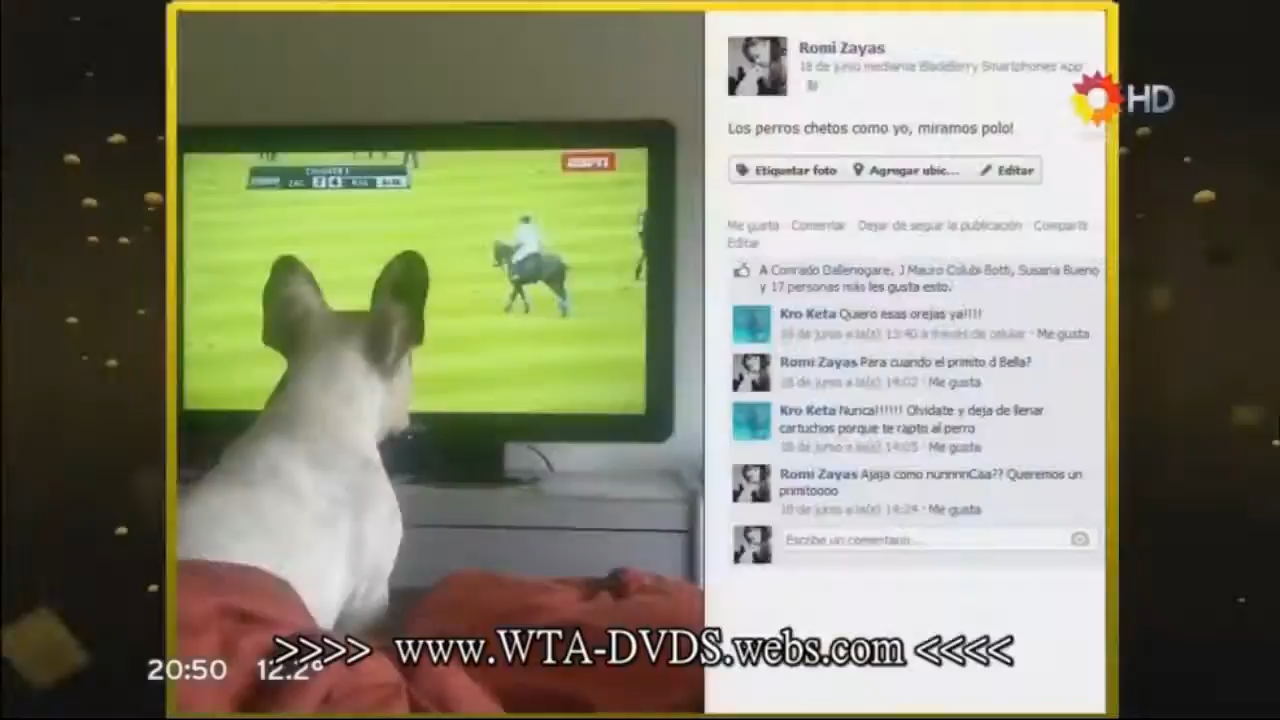 Romi Zayas
18 de junio mediante BlackBerry Smartphones App
HD
Los perros chetos como yo, miramos polo!
Etiquetar foto
Agregar ubic...
Editar
Me gusta · Comentar · Dejar de seguir la publicación · Compartir
Editar
A Conrado Dallenogare, J Mauro Colubi Botti, Susana Bueno
y 17 personas más les gusta esto.
Kro Keta Quiero esas orejas ya!!!!
18 de junio a la(s) 13:40 a través de celular · Me gusta
Romi Zayas Para cuando el primito d Bella?
18 de junio a la(s) 14:02 · Me gusta
Kro Keta Nunca!!!!!! Olvidate y deja de llenar
cartuchos porque te rapto al perro
18 de junio a la(s) 14:05 · Me gusta
Romi Zayas Ajaja como nunnnnCaa?? Queremos un
primitoooo
18 de junio a la(s) 14:24 · Me gusta
Escribe un comentario...
ESPN
>>>> www.WTA-DVDS.webs.com <<<<
20:50 12.2°